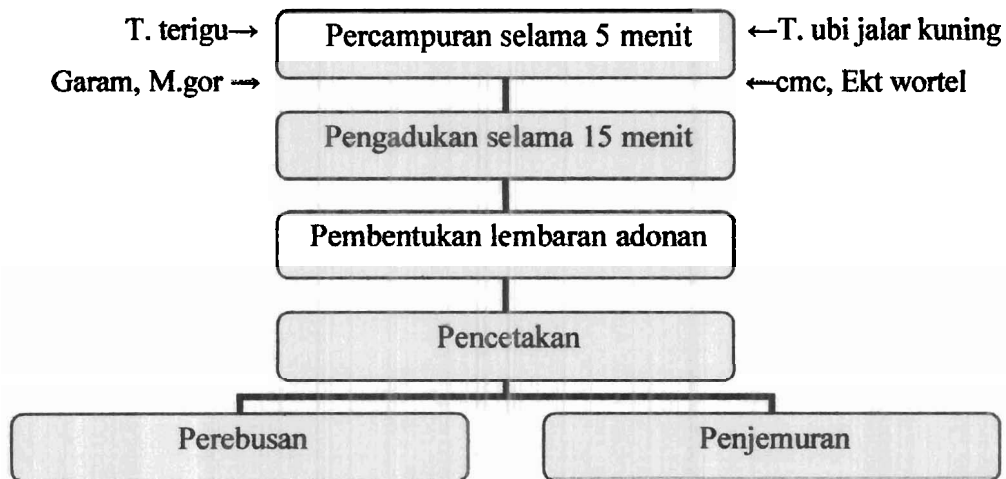 T. terigu→ Percampuran selama 5 menit ←T. ubi jalar kuning
Garam, M.gor → ←cmc, Ekt wortel
Pengadukan selama 15 menit
Pembentukan lembaran adonan
Pencetakan
Perebusan Penjemuran